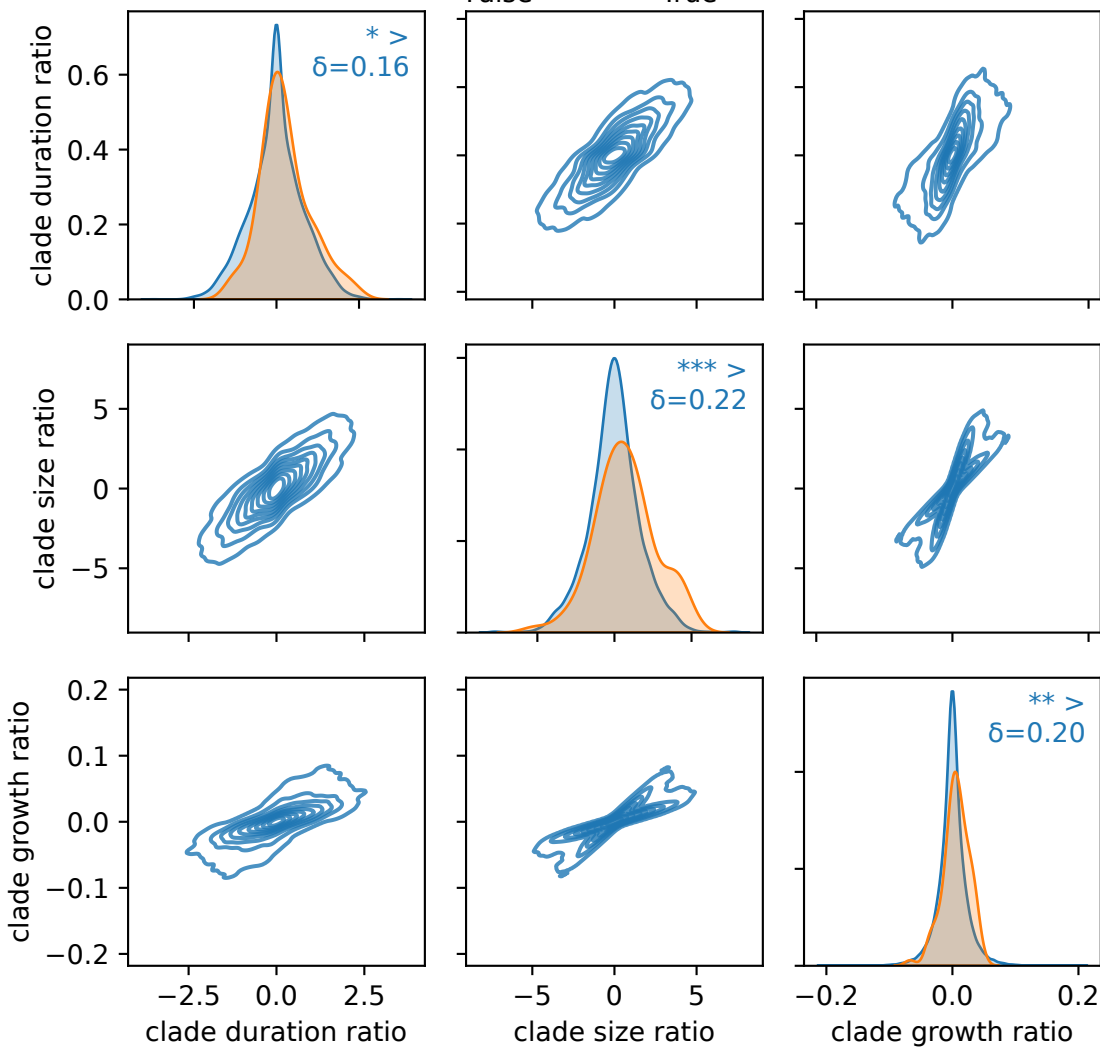 False True
clade duration ratio
0.6
0.4
0.2
0.0
* >
δ=0.16
clade size ratio
5
0
−5
*** >
δ=0.22
clade growth ratio
0.2
0.1
0.0
−0.1
−0.2
** >
δ=0.20
−2.5 0.0 2.5
−5 0 5
−0.2 0.0 0.2
clade duration ratio
clade size ratio
clade growth ratio